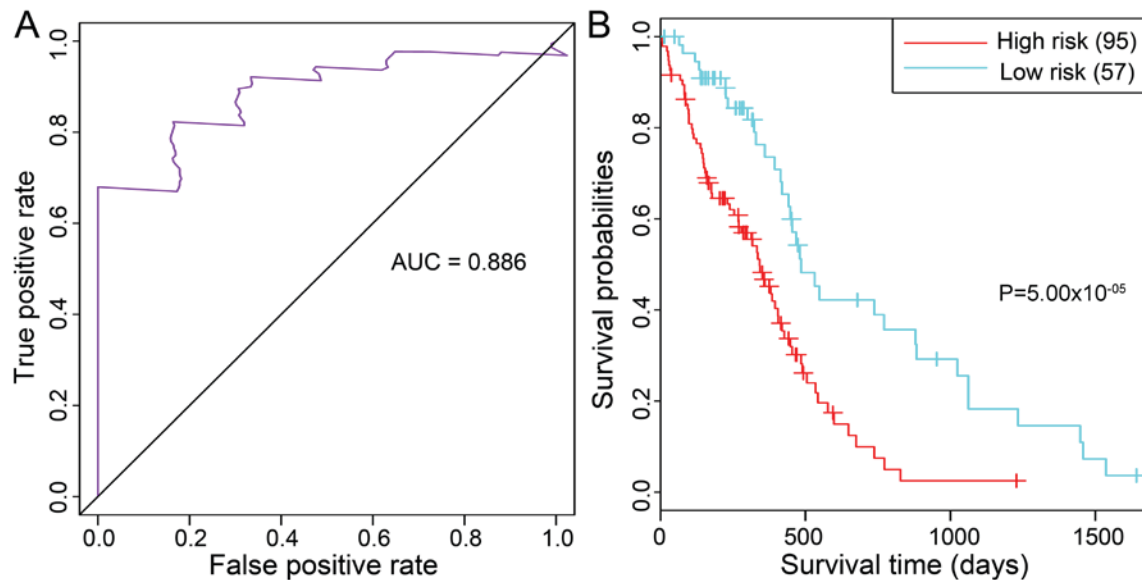 A
True positive rate
1.0
0.8
0.6
0.4
0.2
0.0
AUC = 0.886
0.0 0.2 0.4 0.6 0.8 1.0
False positive rate
B
High risk (95)
Low risk (57)
Survival probabilities
1.0
0.8
0.6
0.4
0.2
0.0
P=5.00x10⁻⁰⁵
0 500 1000 1500
Survival time (days)